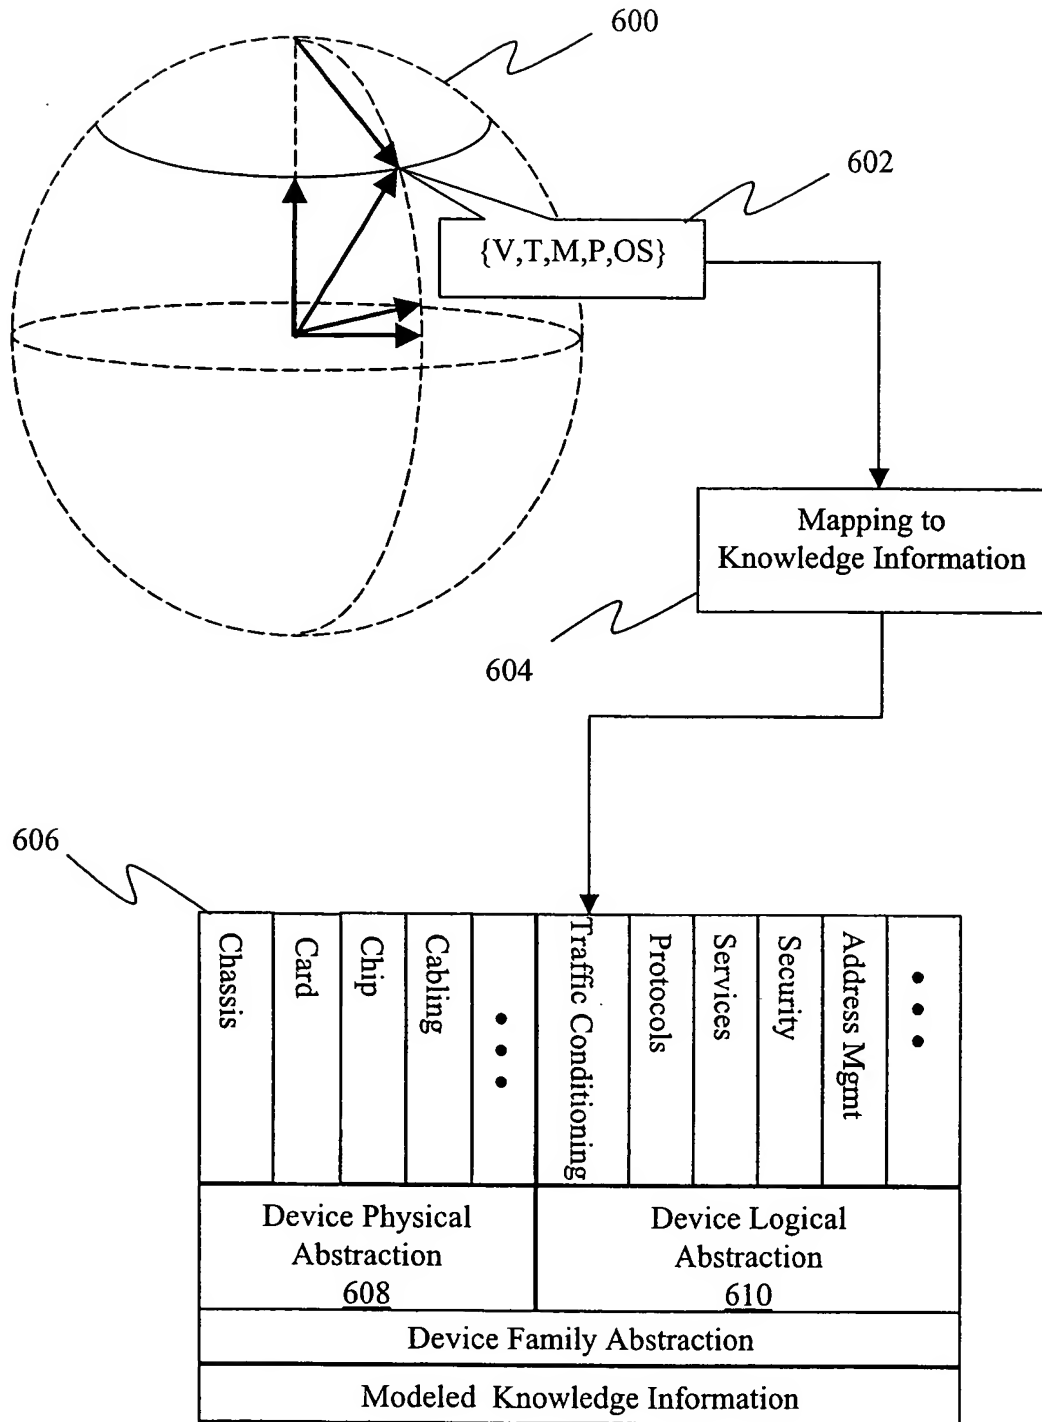 600
602
{V,T,M,P,OS}
Mapping to
Knowledge Information
604
606
Chassis
Card
Chip
Cabling
Traffic Conditioning
Protocols
Services
Security
Address Mgmt
Device Physical
Abstraction
608
Device Logical
Abstraction
610
Device Family Abstraction
Modeled Knowledge Information